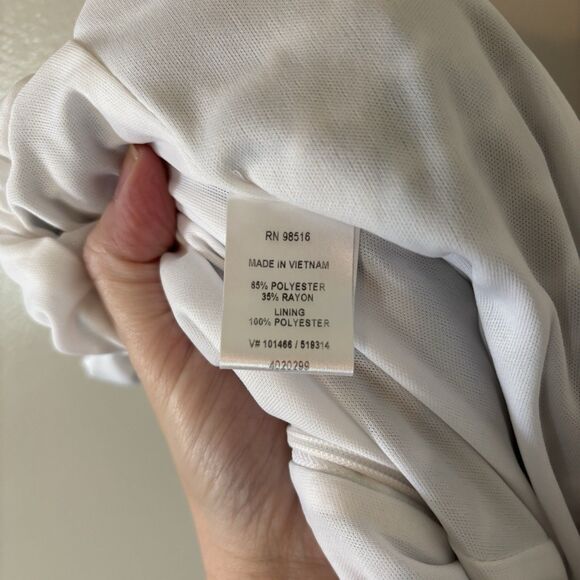 RN 98516
MADE IN VIETNAM
65% POLYESTER
35% RAYON
LINING
100% POLYESTER
V# 101466 / 519314
4020299